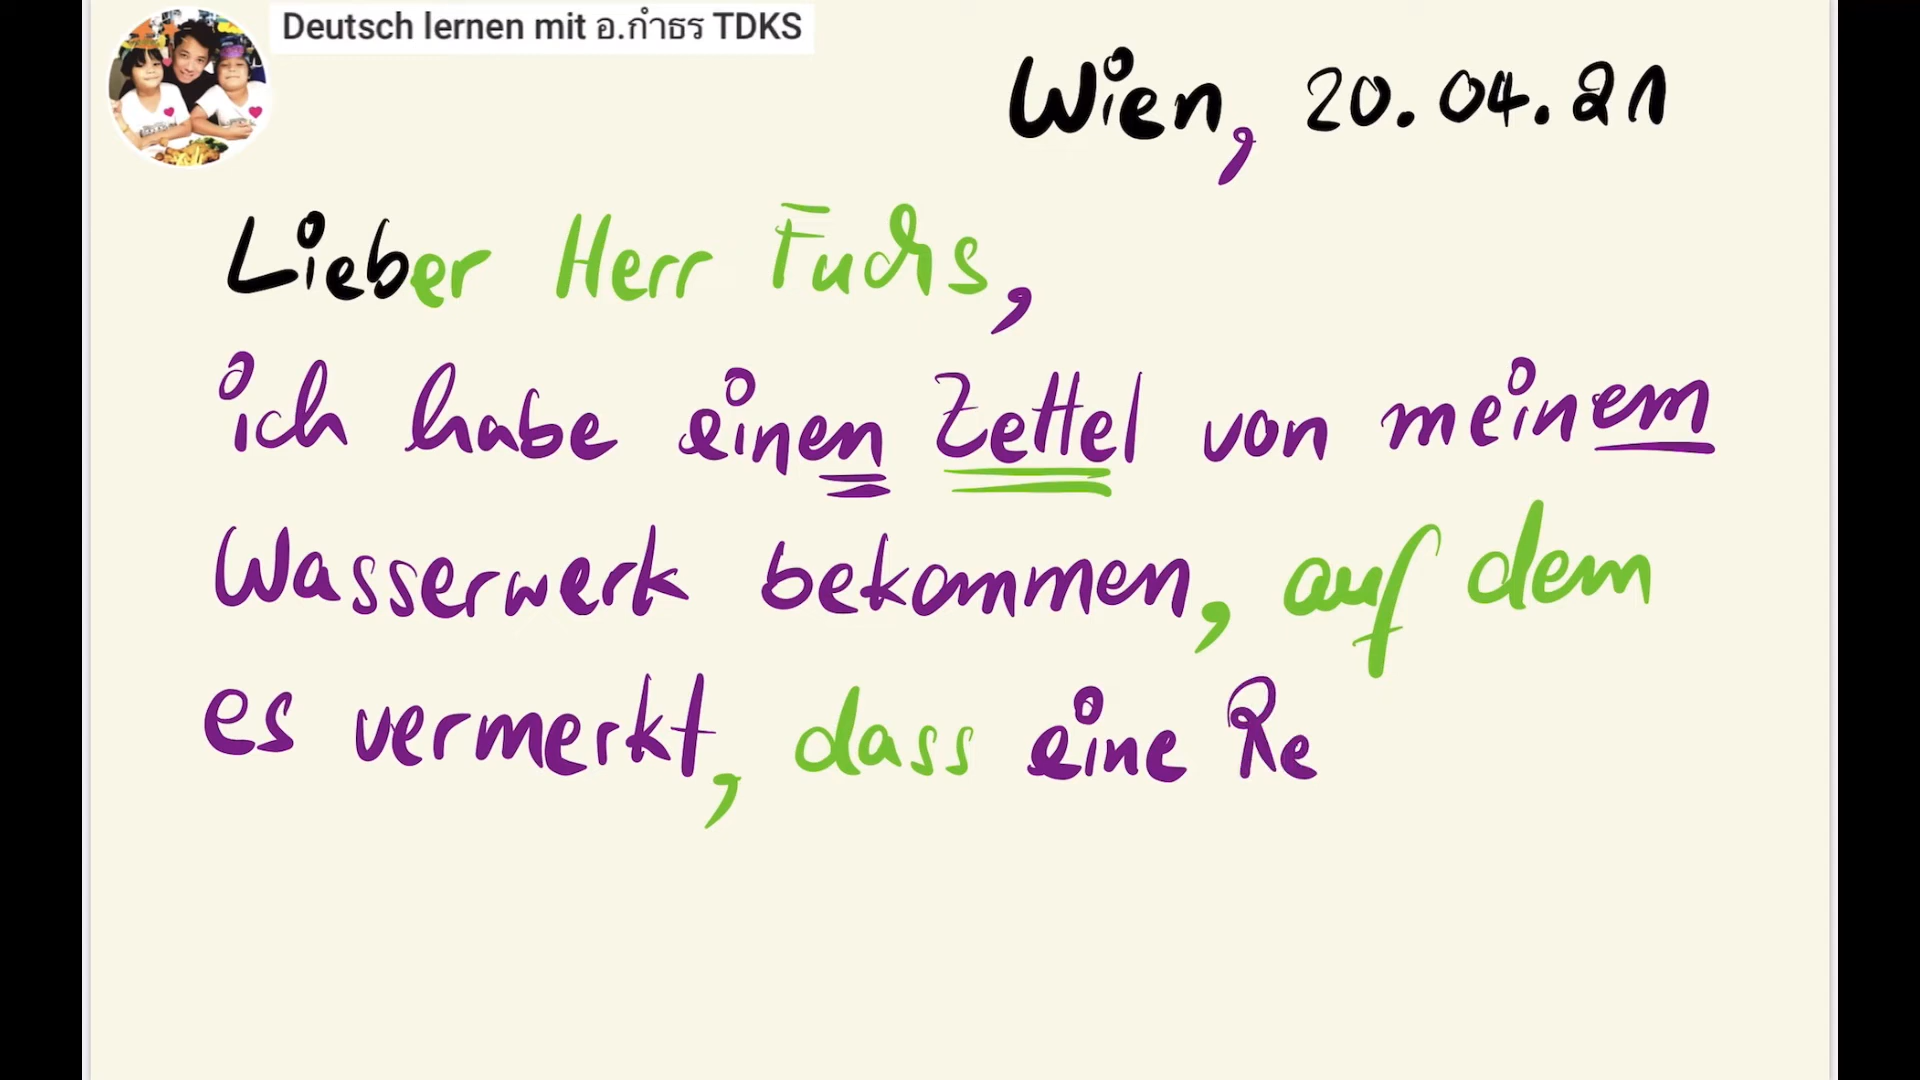 Deutsch lernen mit อ.กำธร TDKS
Wien, 20.04.21
Lieber Herr Fuchs,
ich habe einen Zettel von meinem
Wasserwerk bekommen, auf dem
es vermerkt, dass eine Re